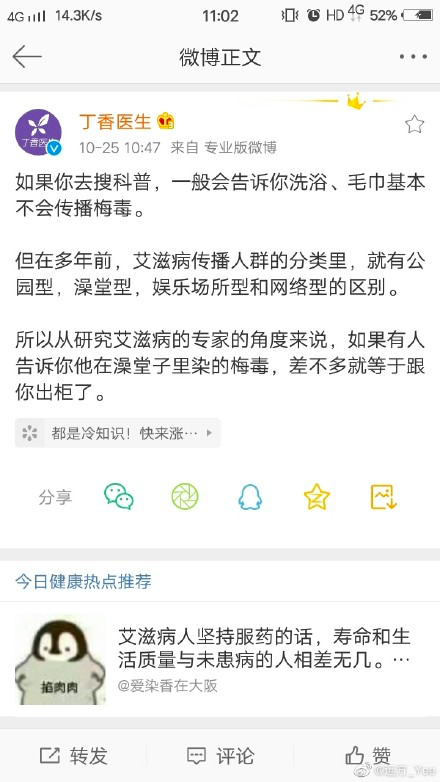 4G 14.3K/s 11:02 HD 4G 52%
微博正文
丁香医生
丁香医生
10-25 10:47 来自 专业版微博
如果你去搜科普，一般会告诉你洗浴、毛巾基本
不会传播梅毒。
但在多年前，艾滋病传播人群的分类里，就有公
园型，澡堂型，娱乐场所型和网络型的区别。
所以从研究艾滋病的专家的角度来说，如果有人
告诉你他在澡堂子里染的梅毒，差不多就等于跟
你出柜了。
都是冷知识！快来涨…
分享
今日健康热点推荐
艾滋病人坚持服药的话，寿命和生
活质量与未患病的人相差无几。…
掐肉肉
@爱染香在大阪
转发 评论 赞